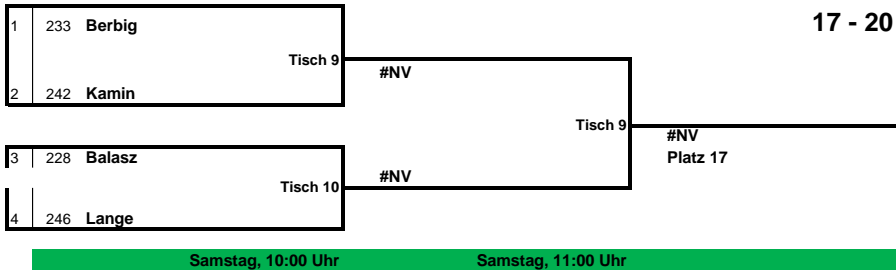 17 - 20
1 233 Berbig
Tisch 9
#NV
2 242 Kamin
Tisch 9
#NV
Platz 17
3 228 Balasz
#NV
Tisch 10
4 246 Lange
Samstag, 10:00 Uhr Samstag, 11:00 Uhr